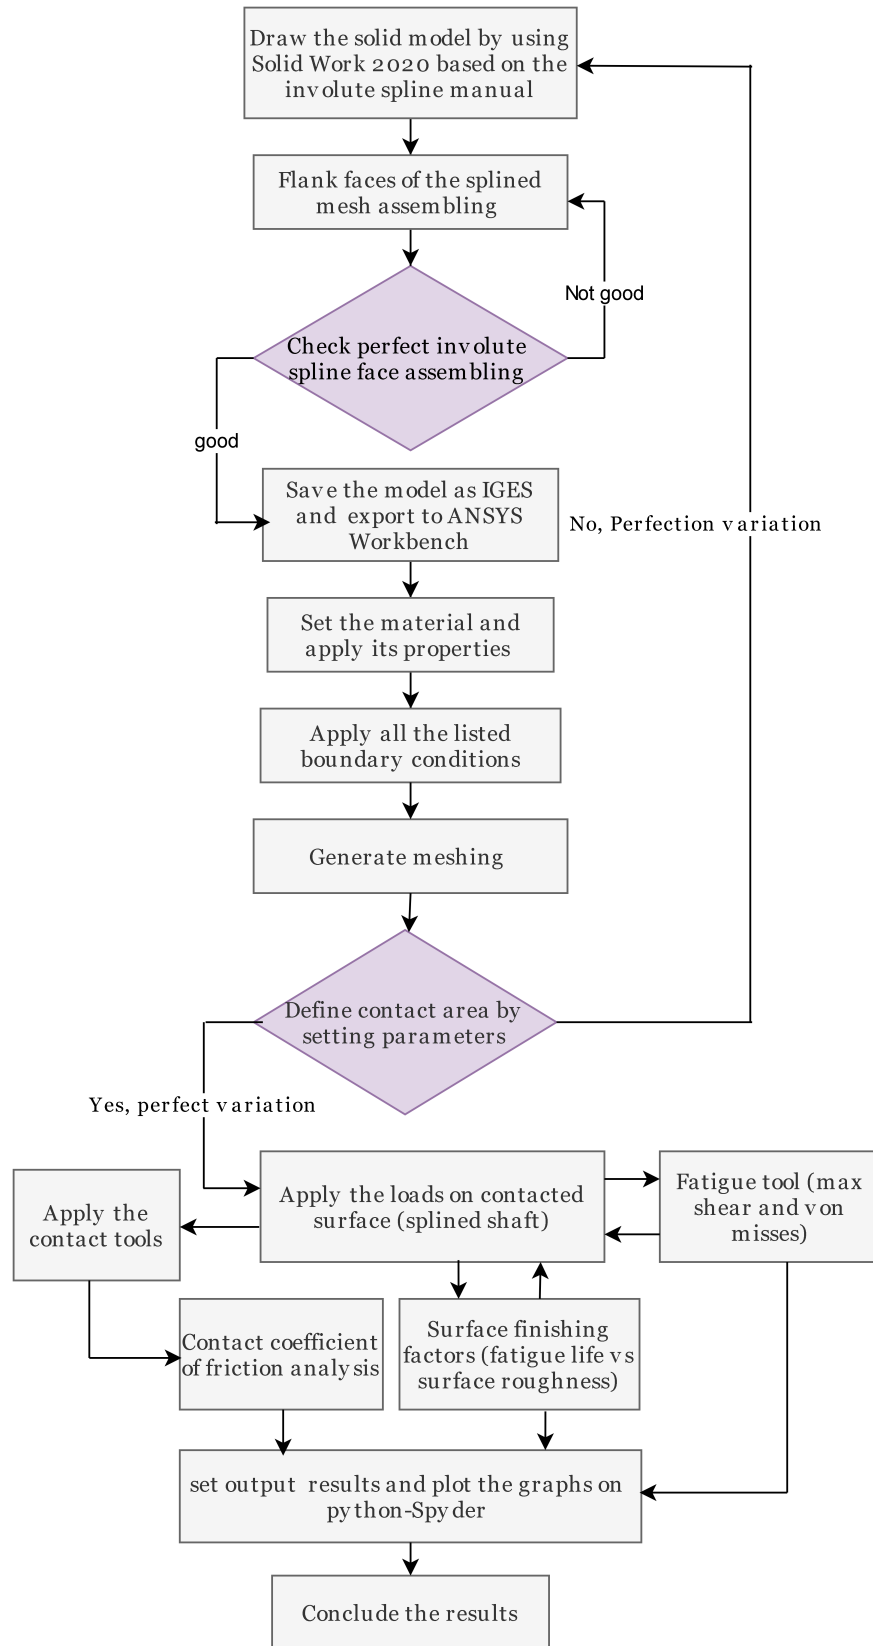 Draw the solid model by using
Solid Work 2020 based on the
involute spline manual
Flank faces of the splined
mesh assembling
Not good
Check perfect involute
spline face assembling
good
Save the model as IGES
and export to ANSYS
Workbench
No, Perfection variation
Set the material and
apply its properties
Apply all the listed
boundary conditions
Generate meshing
Define contact area by
setting parameters
Yes, perfect variation
Apply the loads on contacted
surface (splined shaft)
Fatigue tool (max
shear and von
misses)
Apply the
contact tools
Contact coefficient
of friction analysis
Surface finishing
factors (fatigue life vs
surface roughness)
set output results and plot the graphs on
python-Spyder
Conclude the results